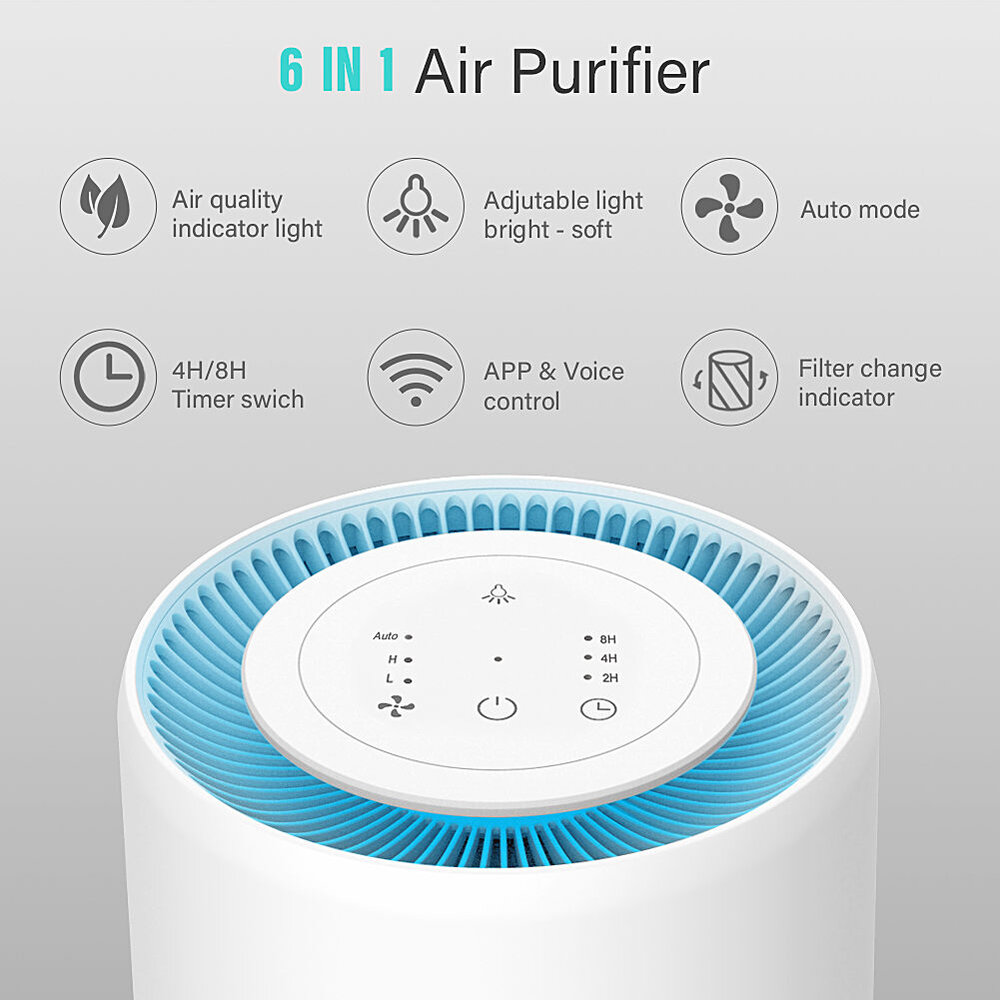 6 IN 1 Air Purifier
Air quality
indicator light
Adjutable light
bright - soft
Auto mode
4H/8H
Timer swich
APP & Voice
control
Filter change
indicator
Auto
H
L
8H
4H
2H